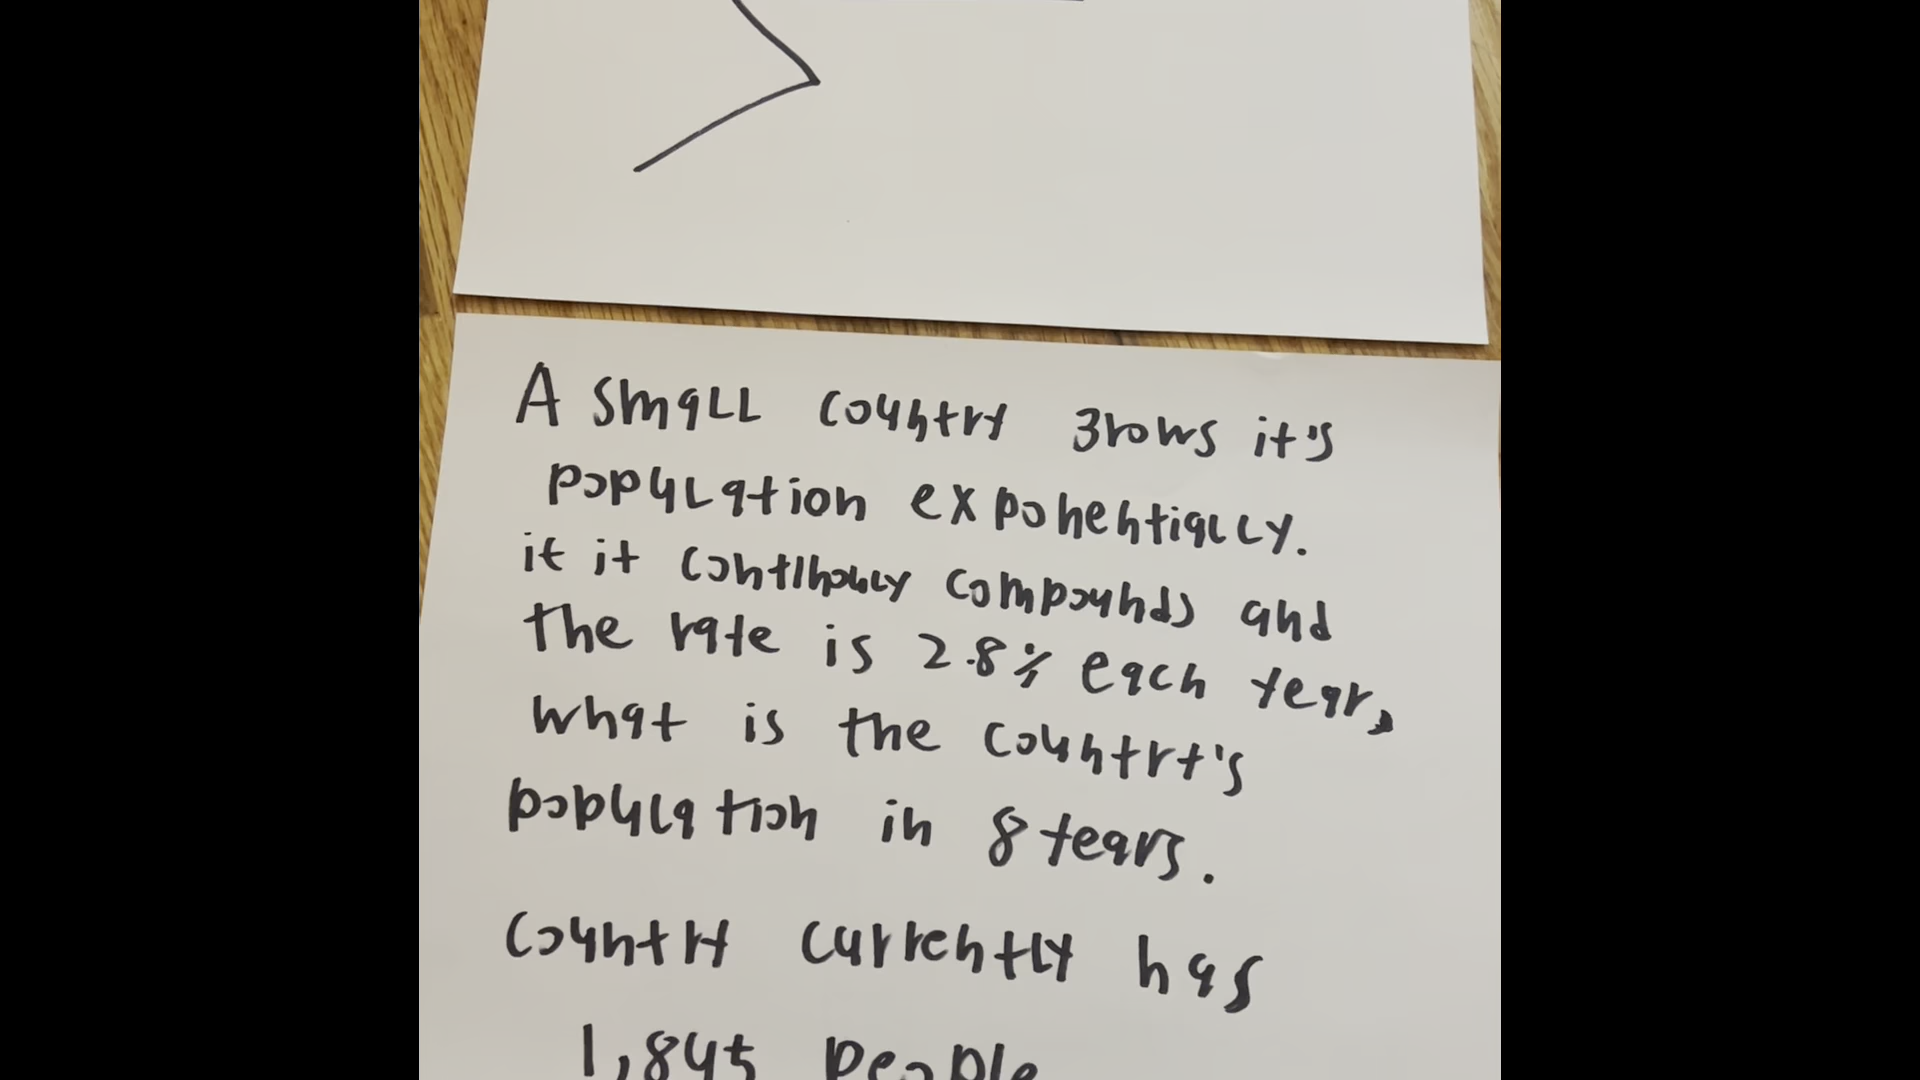 A small country grows it's
population exponentially.
if it continously compounds and
the rate is 2.8% each year,
what is the country's
population in 8 years.
country currently has
1,845 people